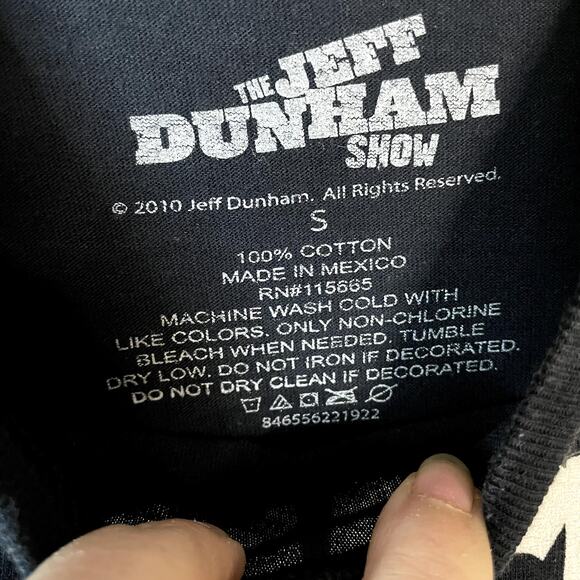 THE JEFF
DUNHAM
SHOW
© 2010 Jeff Dunham. All Rights Reserved.
S
100% COTTON
MADE IN MEXICO
RN#115665
MACHINE WASH COLD WITH
LIKE COLORS. ONLY NON-CHLORINE
BLEACH WHEN NEEDED. TUMBLE
DRY LOW. DO NOT IRON IF DECORATED.
DO NOT DRY CLEAN IF DECORATED.
846556221922